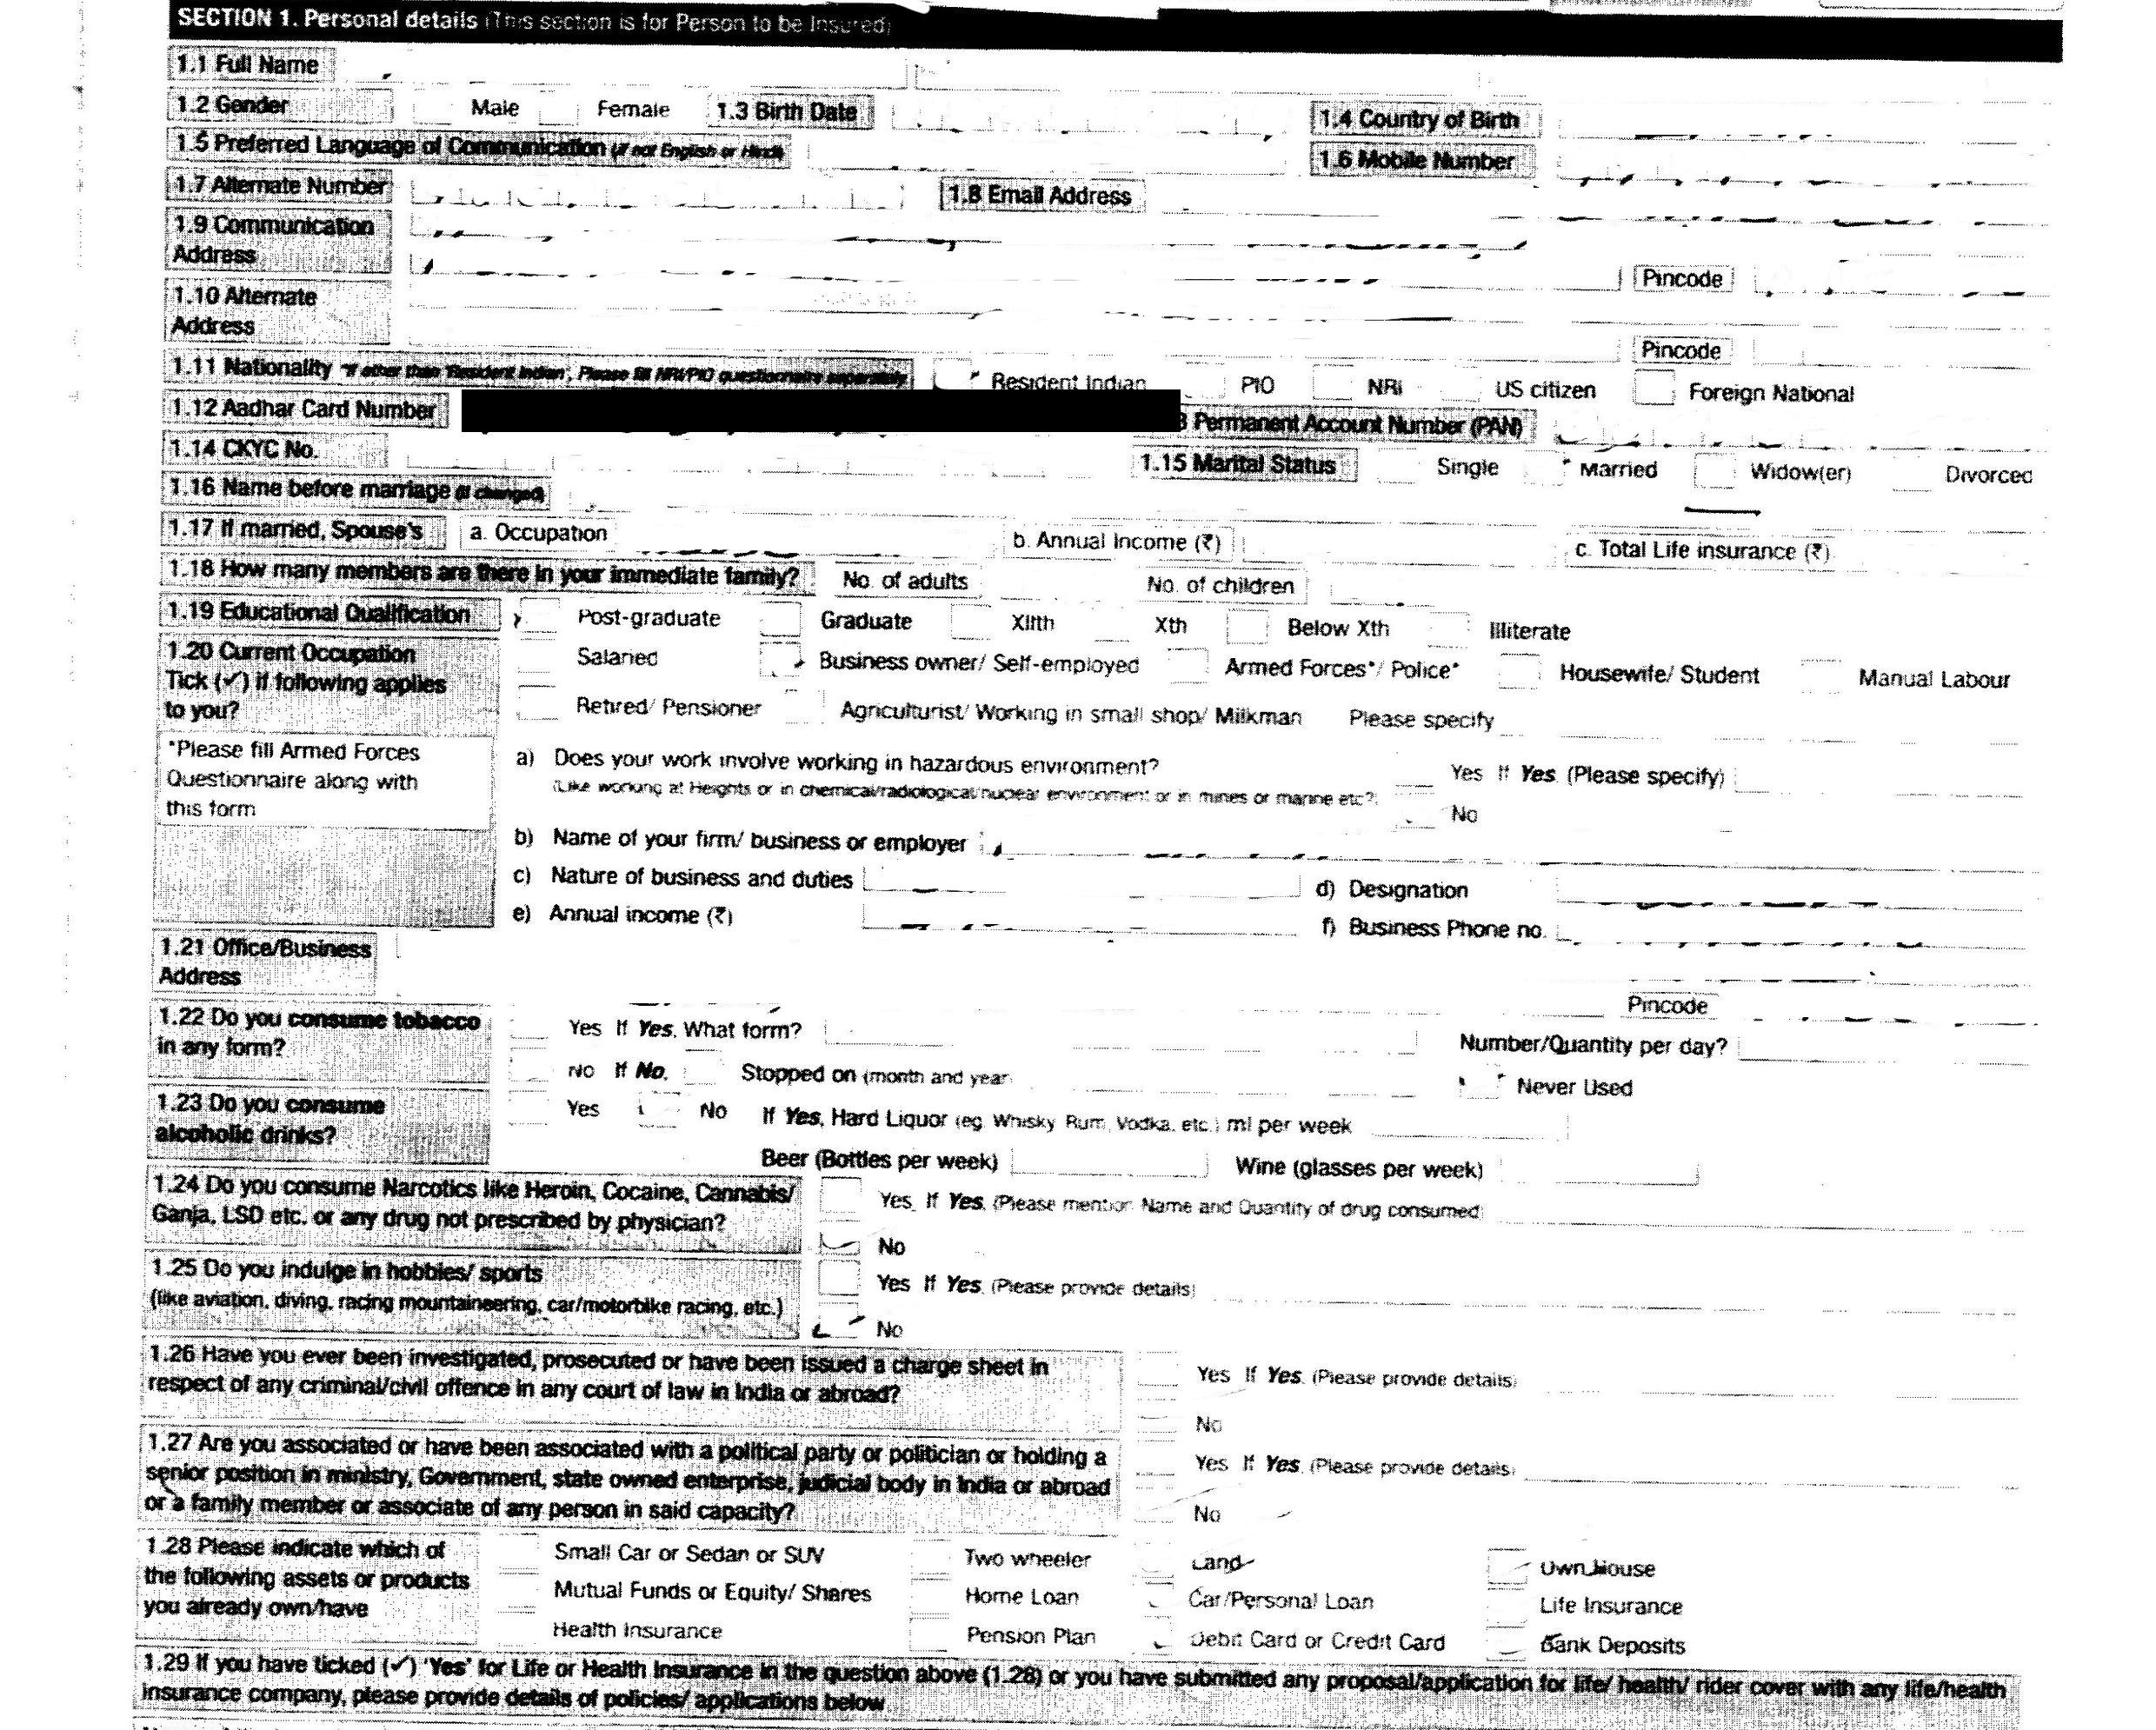 SECTION 1. Personal details (This section is for Person to be Insured)
1.1 Full Name
1.2 Gender Male Female 1.3 Birth Date 1.4 Country of Birth
1.5 Preferred Language of Communication (if not English or Hindi) 1.6 Mobile Number
1.7 Alternate Number 1.8 Email Address
1.9 Communication
Address Pincode
1.10 Alternate
Address Pincode
1.11 Nationality *If other than 'Resident Indian', Please fill NRI/PIO questionnaire separately Resident Indian PIO NRI US citizen Foreign National
1.12 Aadhar Card Number 3 Permanent Account Number (PAN)
1.14 CKYC No. 1.15 Marital Status Single Married Widow(er) Divorced
1.16 Name before marriage (if changed)
1.17 If married, Spouse's a. Occupation b. Annual Income (₹) c. Total Life insurance (₹)
1.18 How many members are there in your immediate family? No. of adults No. of children
1.19 Educational Qualification Post-graduate Graduate XIIth Xth Below Xth Illiterate
1.20 Current Occupation Salaried Business owner/ Self-employed Armed Forces*/ Police* Housewife/ Student Manual Labour
Tick (✓) if following applies
to you? Retired/ Pensioner Agriculturist/ Working in small shop/ Milkman Please specify
*Please fill Armed Forces
Questionnaire along with
this form
a) Does your work involve working in hazardous environment? Yes If Yes, (Please specify)
(Like working at Heights or in chemical/radiological/nuclear environment or in mines or marine etc?) No
b) Name of your firm/ business or employer
c) Nature of business and duties d) Designation
e) Annual income (₹) f) Business Phone no.
1.21 Office/Business
Address Pincode
1.22 Do you consume tobacco Yes If Yes, What form? Number/Quantity per day?
in any form? No If No, Stopped on (month and year) Never Used
1.23 Do you consume Yes No If Yes, Hard Liquor (eg. Whisky, Rum, Vodka, etc.) ml per week
alcoholic drinks? Beer (Bottles per week) Wine (glasses per week)
1.24 Do you consume Narcotics like Heroin, Cocaine, Cannabis/ Yes If Yes, (Please mention Name and Quantity of drug consumed)
Ganja, LSD etc. or any drug not prescribed by physician? No
1.25 Do you indulge in hobbies/ sports Yes If Yes, (Please provide details)
(like aviation, diving, racing mountaineering, car/motorbike racing, etc.) No
1.26 Have you ever been investigated, prosecuted or have been issued a charge sheet in Yes If Yes, (Please provide details)
respect of any criminal/civil offence in any court of law in India or abroad? No
1.27 Are you associated or have been associated with a political party or politician or holding a Yes If Yes, (Please provide details)
senior position in ministry, Government, state owned enterprise, judicial body in India or abroad
or a family member or associate of any person in said capacity? No
1.28 Please indicate which of Small Car or Sedan or SUV Two wheeler Land Own House
the following assets or products Mutual Funds or Equity/ Shares Home Loan Car/Personal Loan Life Insurance
you already own/have Health Insurance Pension Plan Debit Card or Credit Card Bank Deposits
1.29 If you have ticked (✓) 'Yes' for Life or Health Insurance in the question above (1.28) or you have submitted any proposal/application for life/ health/ rider cover with any life/health
insurance company, please provide details of policies/ applications below